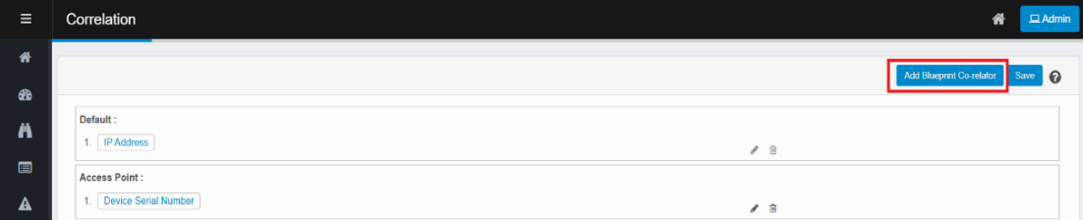 Correlation
Admin
Add Blueprint Co-relator Save ?
Default :
1. IP Address
Access Point :
1. Device Serial Number